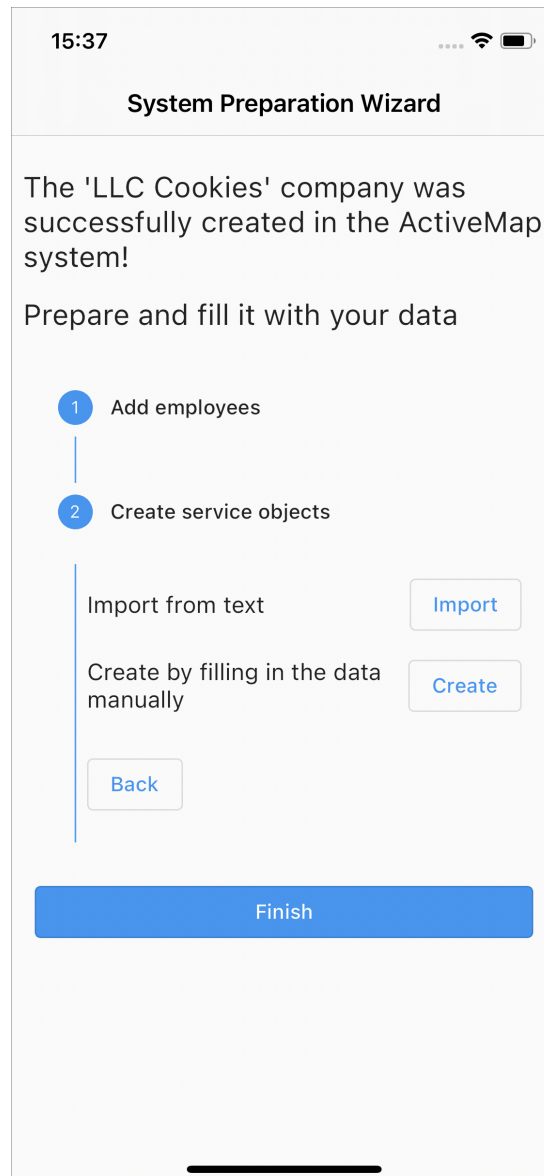 15:37
System Preparation Wizard
The 'LLC Cookies' company was
successfully created in the ActiveMap
system!
Prepare and fill it with your data
1 Add employees
2 Create service objects
Import from text Import
Create by filling in the data
manually
Create
Back
Finish